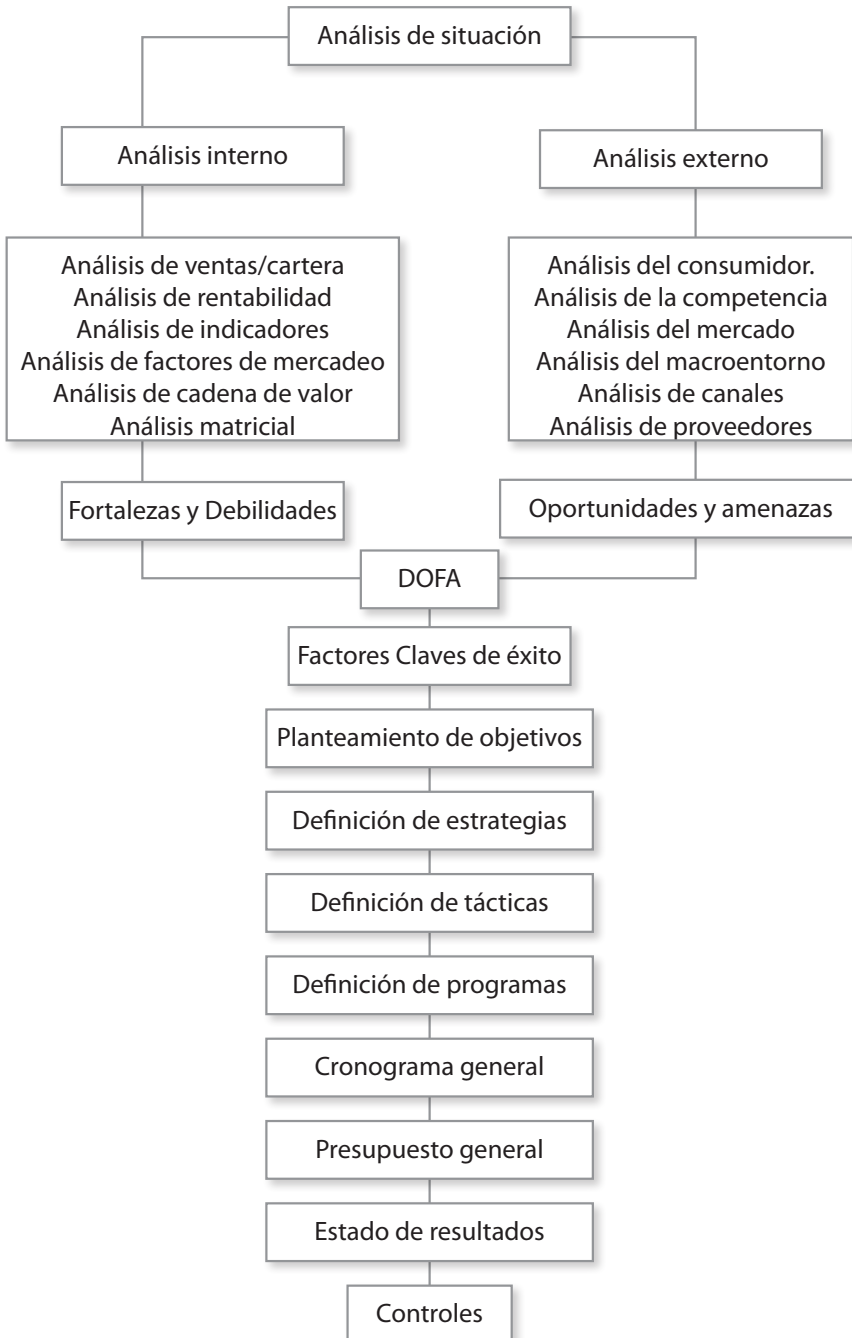 Análisis de situación
Análisis interno
Análisis externo
Análisis de ventas/cartera
Análisis de rentabilidad
Análisis de indicadores
Análisis de factores de mercadeo
Análisis de cadena de valor
Análisis matricial
Análisis del consumidor.
Análisis de la competencia
Análisis del mercado
Análisis del macroentorno
Análisis de canales
Análisis de proveedores
Fortalezas y Debilidades
Oportunidades y amenazas
DOFA
Factores Claves de éxito
Planteamiento de objetivos
Definición de estrategias
Definición de tácticas
Definición de programas
Cronograma general
Presupuesto general
Estado de resultados
Controles